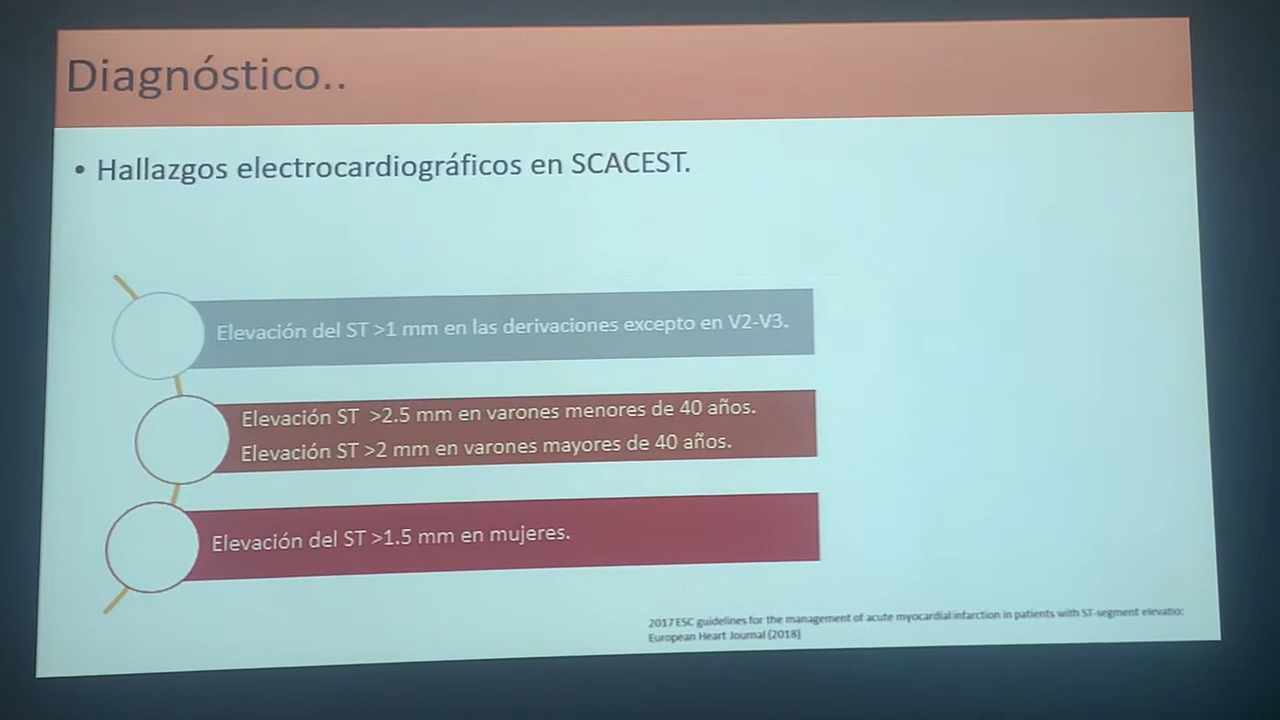 Diagnóstico..
• Hallazgos electrocardiográficos en SCACEST.
Elevación del ST >1 mm en las derivaciones excepto en V2-V3.
Elevación ST >2.5 mm en varones menores de 40 años.
Elevación ST >2 mm en varones mayores de 40 años.
Elevación del ST >1.5 mm en mujeres.
2017 ESC guidelines for the management of acute myocardial infarction in patients with ST-segment elevatio:
European Heart Journal (2018)